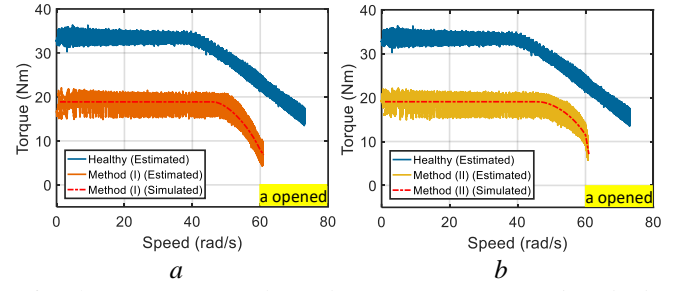 40
30
20
10
0
Torque (Nm)
Healthy (Estimated)
Method (I) (Estimated)
Method (I) (Simulated)
a opened
0 20 40 60 80
Speed (rad/s)
a
40
30
20
10
0
Torque (Nm)
Healthy (Estimated)
Method (II) (Estimated)
Method (II) (Simulated)
a opened
0 20 40 60 80
Speed (rad/s)
b